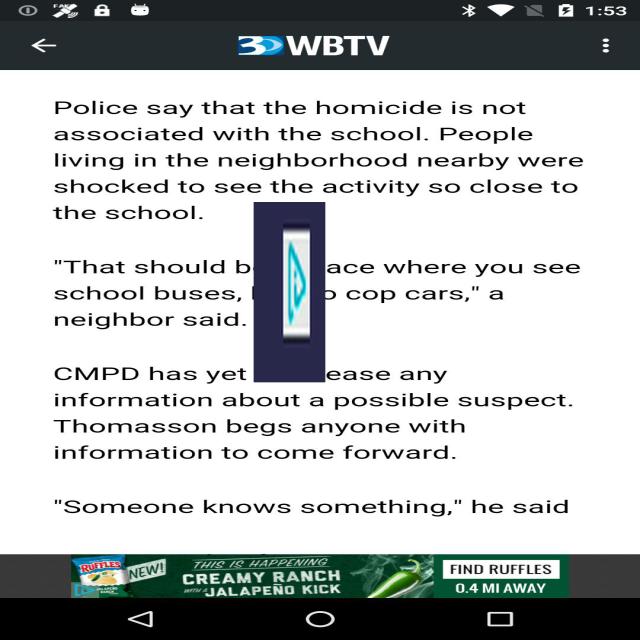 1:53
3 WBTV
Police say that the homicide is not
associated with the school. People
living in the neighborhood nearby were
shocked to see the activity so close to
the school.
"That should b ace where you see
school buses, o cop cars," a
neighbor said.
CMPD has yet ease any
information about a possible suspect.
Thomasson begs anyone with
information to come forward.
"Someone knows something," he said
RUFFLES
NEW!
THIS IS HAPPENING
CREAMY RANCH
WITH A JALAPEÑO KICK
FIND RUFFLES
0.4 MI AWAY